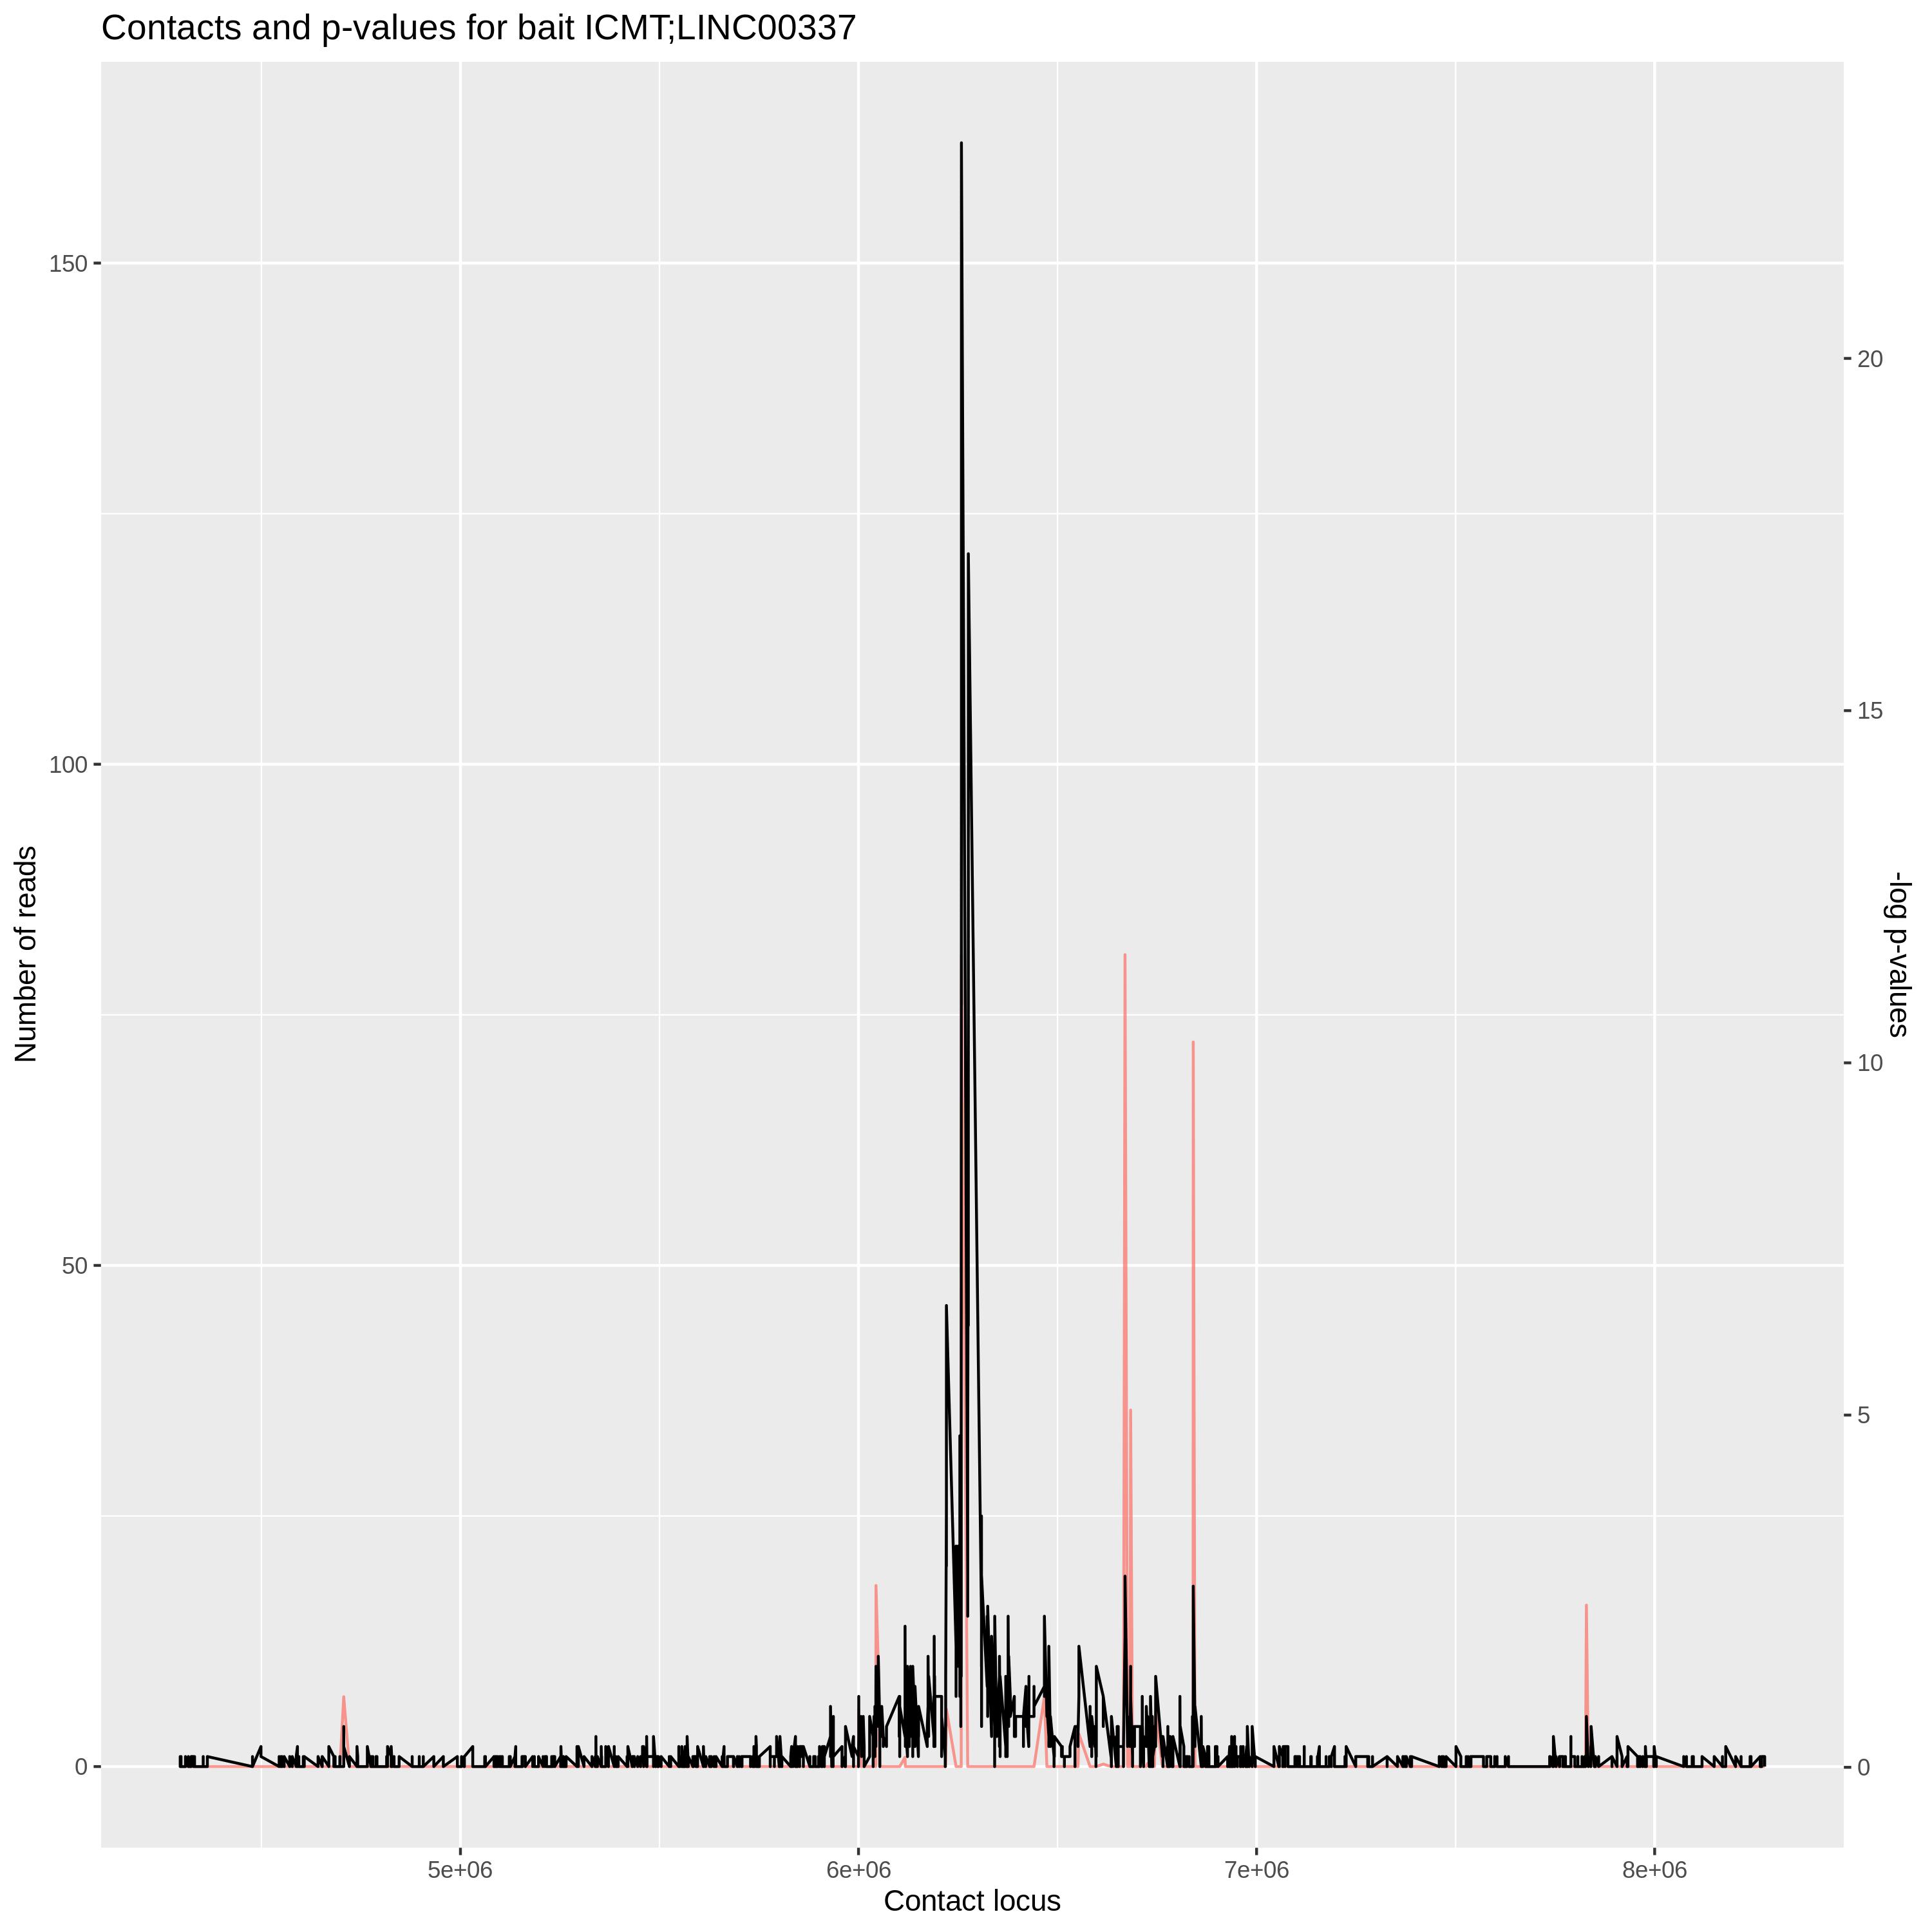 Contacts and p-values for bait ICMT;LINC00337
150
100
50
0
Number of reads
20
15
10
5
0
-log p-values
5e+06
6e+06
7e+06
8e+06
Contact locus